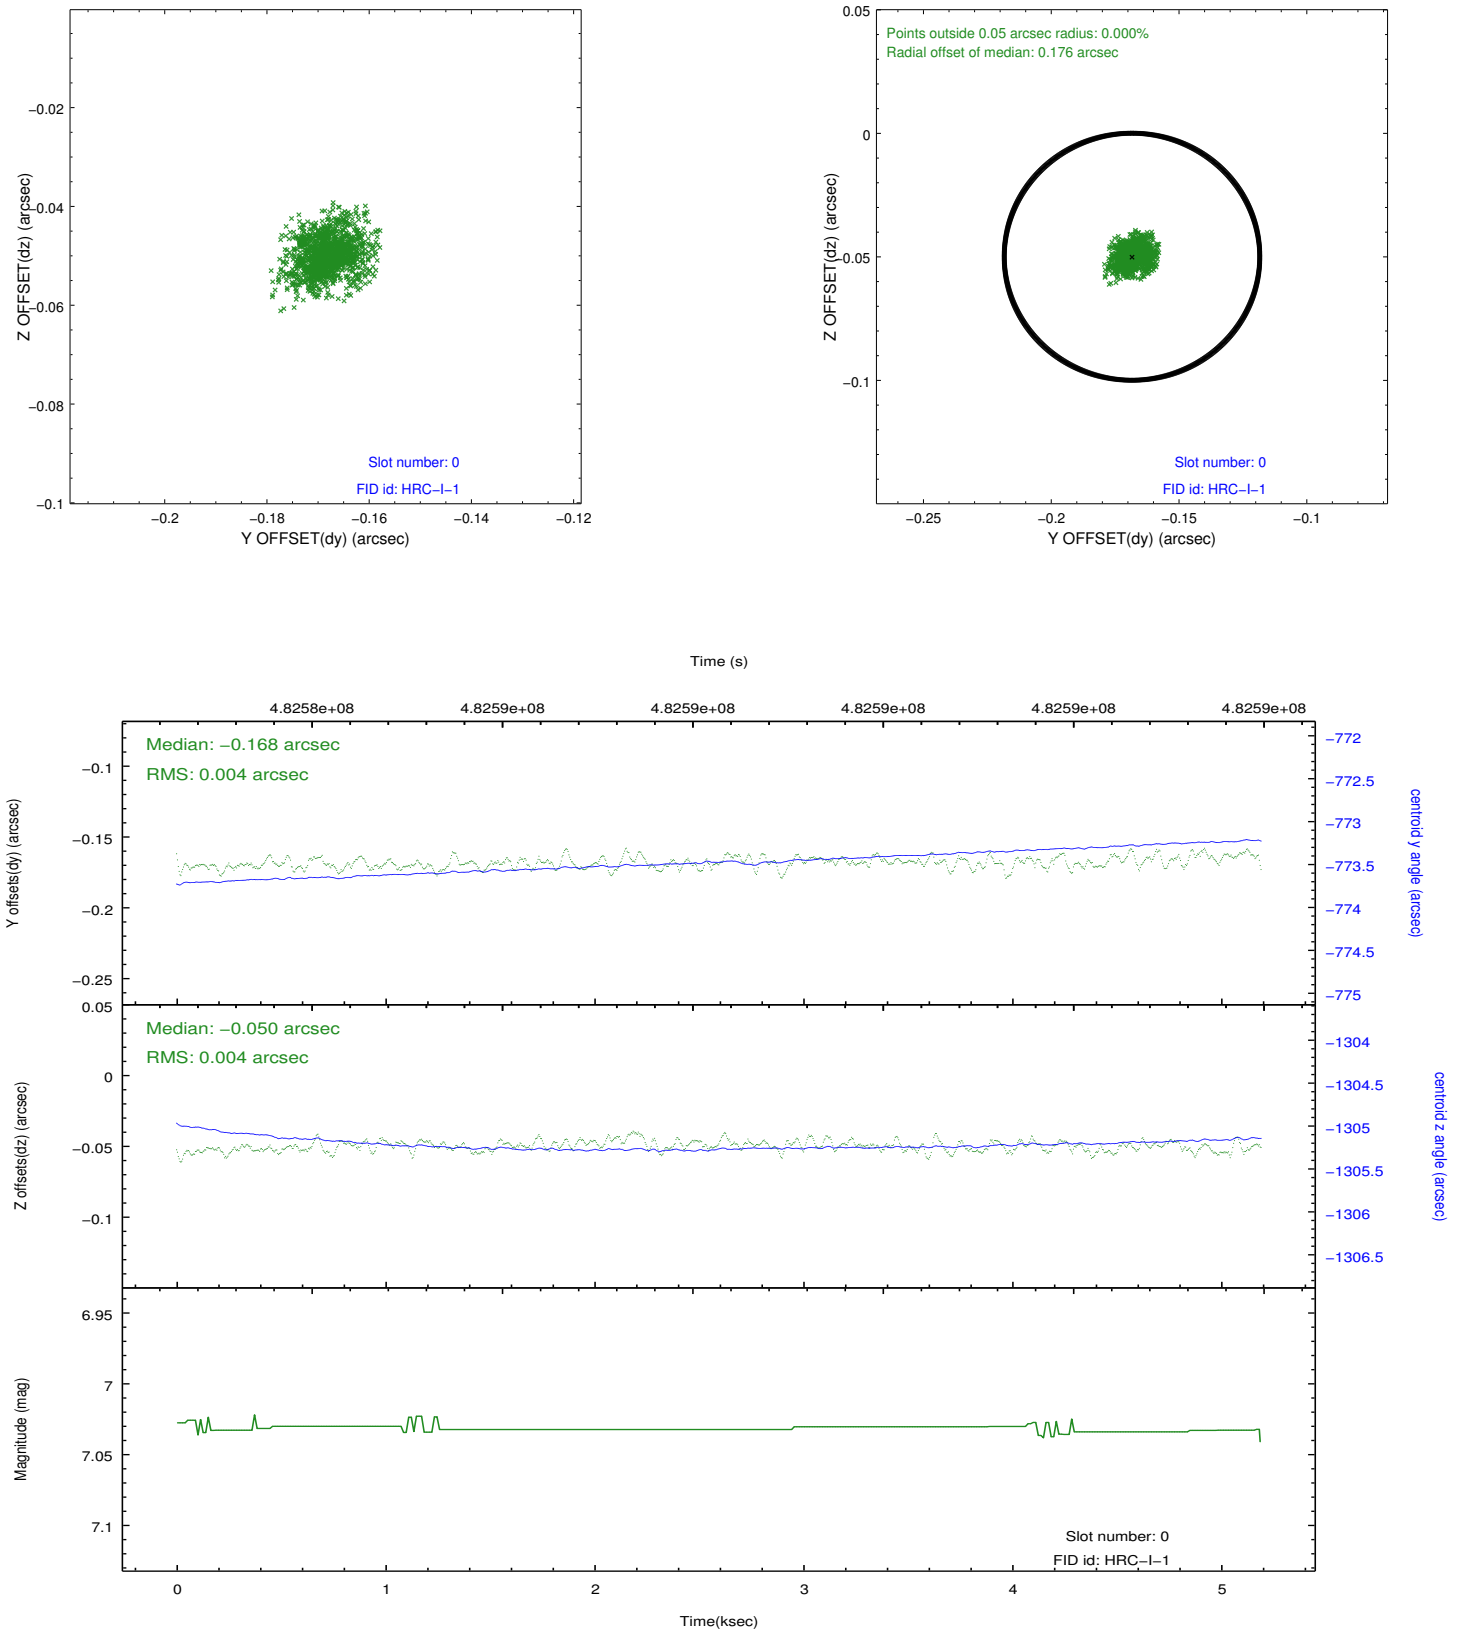 −0.02
−0.04
−0.06
−0.08
−0.1
Z OFFSET(dz) (arcsec)
Slot number: 0
FID id: HRC−I−1
−0.2
−0.18
−0.16
−0.14
−0.12
Y OFFSET(dy) (arcsec)
0.05
0
−0.05
−0.1
Z OFFSET(dz) (arcsec)
Points outside 0.05 arcsec radius: 0.000%
Radial offset of median: 0.176 arcsec
Slot number: 0
FID id: HRC−I−1
−0.25
−0.2
−0.15
−0.1
Y OFFSET(dy) (arcsec)
Time (s)
4.8258e+08
4.8259e+08
4.8259e+08
4.8259e+08
4.8259e+08
4.8259e+08
Median: −0.168 arcsec
RMS: 0.004 arcsec
−0.1
−0.15
−0.2
−0.25
Y offsets(dy) (arcsec)
−772
−772.5
−773
−773.5
−774
−774.5
−775
centroid y angle (arcsec)
Median: −0.050 arcsec
RMS: 0.004 arcsec
0.05
0
−0.05
−0.1
Z offsets(dz) (arcsec)
−1304
−1304.5
−1305
−1305.5
−1306
−1306.5
centroid z angle (arcsec)
6.95
7
7.05
7.1
Magnitude (mag)
Slot number: 0
FID id: HRC−I−1
0
1
2
3
4
5
Time(ksec)